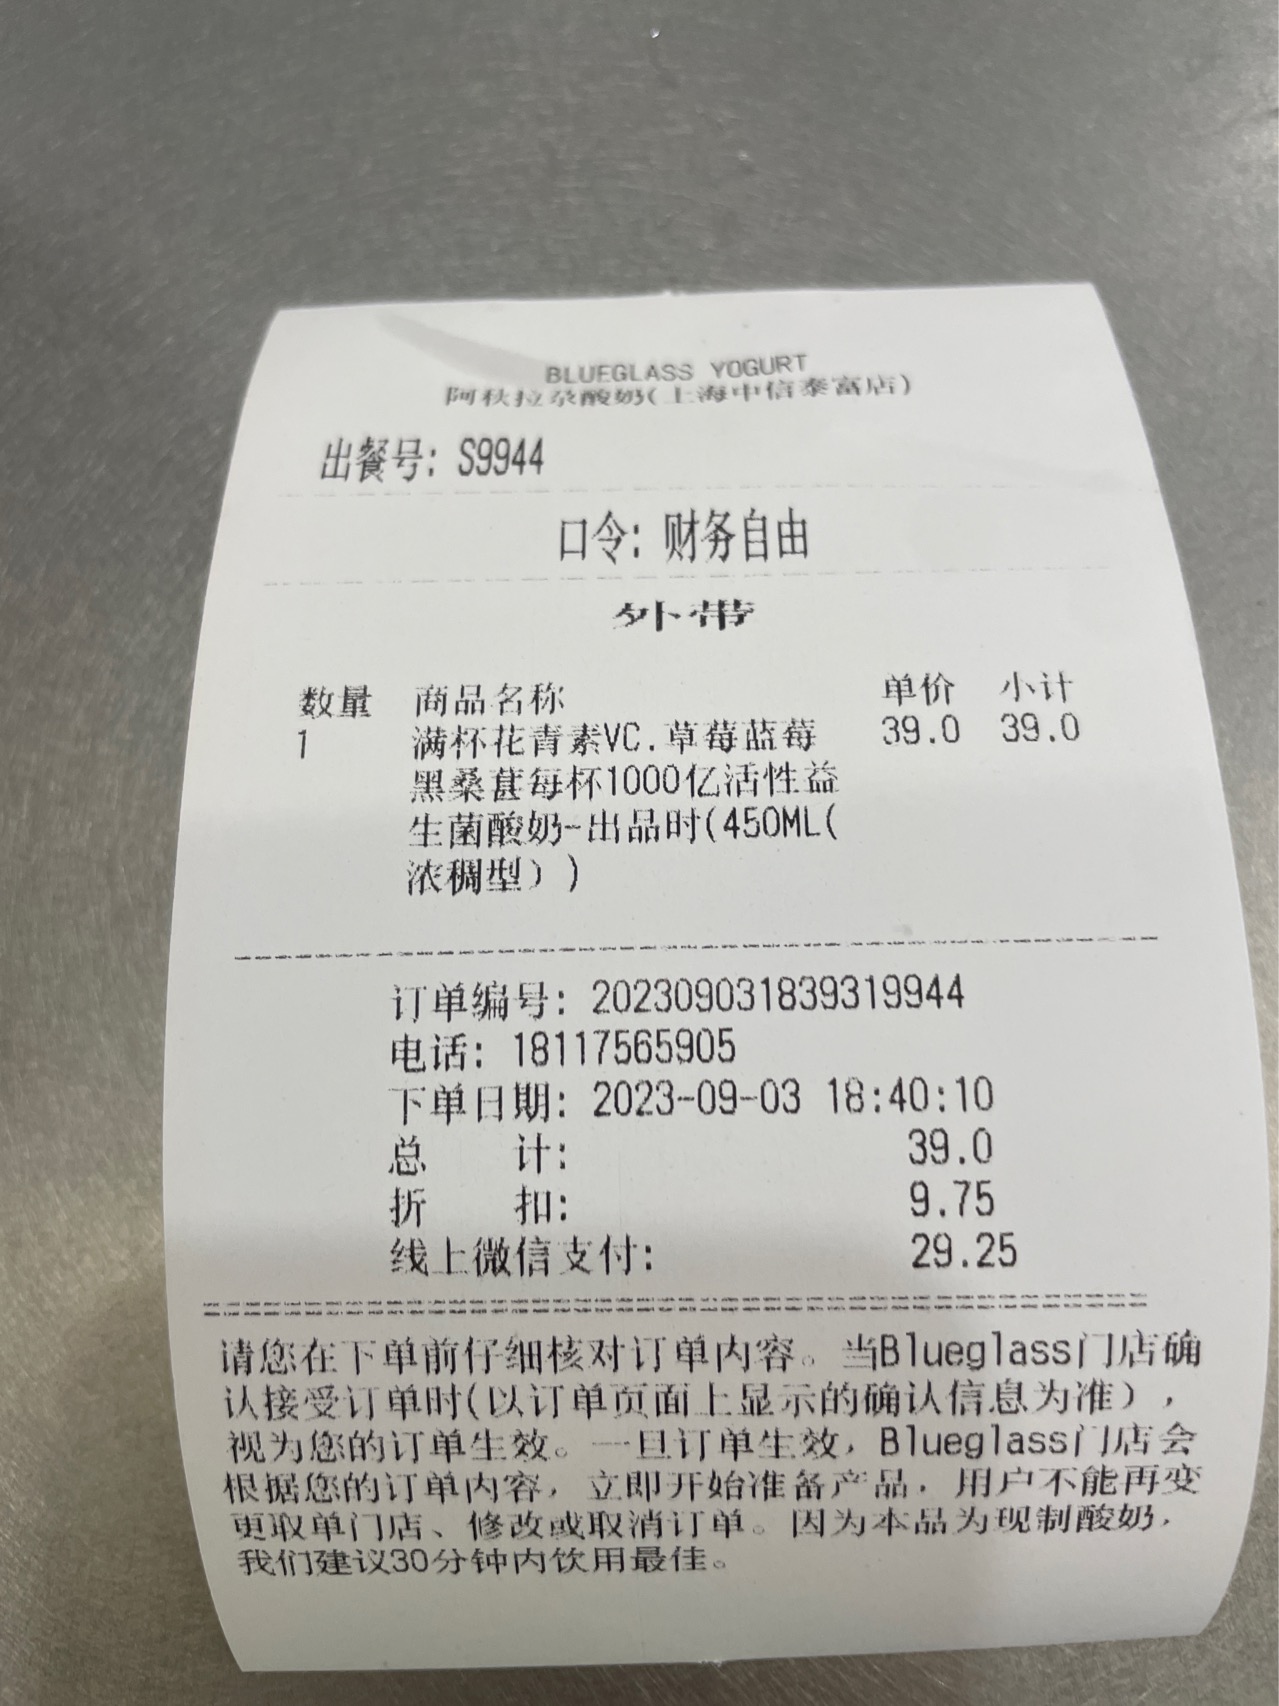 BLUEGLASS YOGURT
阿秋拉尕酸奶(上海中信泰富店)
出餐号: S9944
口令: 财务自由
外带
数量 商品名称 单价 小计
1 满杯花青素VC.草莓蓝莓 39.0 39.0
黑桑葚每杯1000亿活性益
生菌酸奶-出品时(450ML(
浓稠型））
订单编号: 202309031839319944
电话: 18117565905
下单日期: 2023-09-03 18:40:10
总 计: 39.0
折 扣: 9.75
线上微信支付: 29.25
请您在下单前仔细核对订单内容。当Blueglass门店确
认接受订单时(以订单页面上显示的确认信息为准），
视为您的订单生效。一旦订单生效，Blueglass门店会
根据您的订单内容，立即开始准备产品，用户不能再变
更取单门店、修改或取消订单。因为本品为现制酸奶，
我们建议30分钟内饮用最佳。